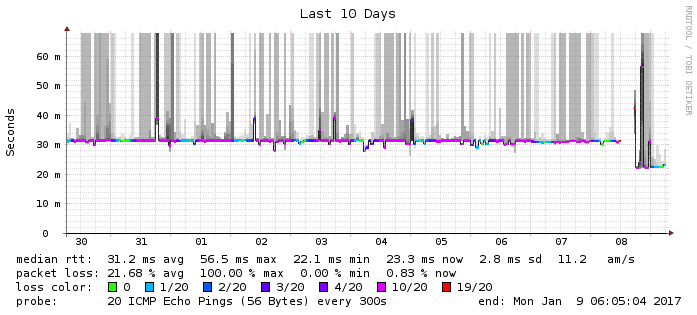 Last 10 Days
RRDTOOL / TOBI OETIKER
Seconds
60 m
50 m
40 m
30 m
20 m
10 m
0
30 31 01 02 03 04 05 06 07 08
median rtt: 31.2 ms avg 56.5 ms max 22.1 ms min 23.3 ms now 2.8 ms sd 11.2 am/s
packet loss: 21.68 % avg 100.00 % max 0.00 % min 0.83 % now
loss color: 0 1/20 2/20 3/20 4/20 10/20 19/20
probe: 20 ICMP Echo Pings (56 Bytes) every 300s end: Mon Jan 9 06:05:04 2017